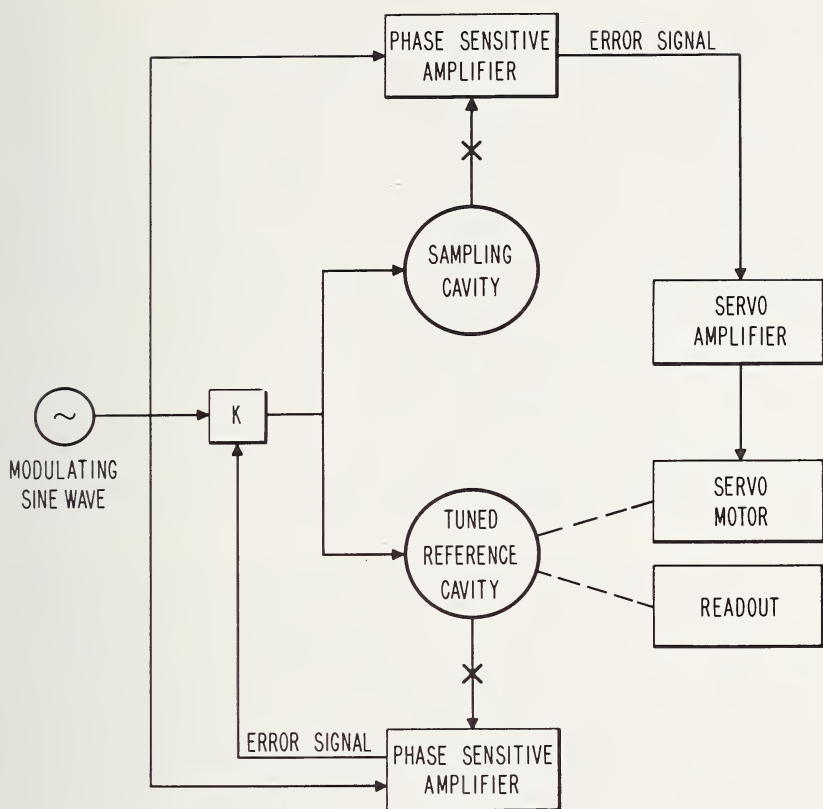 PHASE SENSITIVE
AMPLIFIER
ERROR SIGNAL
SAMPLING
CAVITY
SERVO
AMPLIFIER
~
K
MODULATING
SINE WAVE
SERVO
MOTOR
TUNED
REFERENCE
CAVITY
READOUT
ERROR SIGNAL
PHASE SENSITIVE
AMPLIFIER